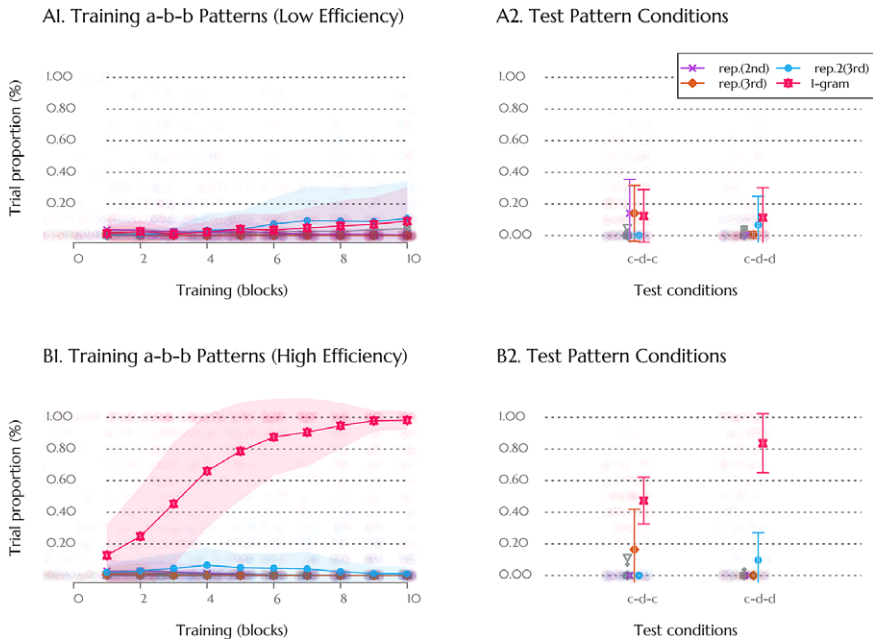 A1. Training a-b-b Patterns (Low Efficiency)
A2. Test Pattern Conditions
Trial proportion (%)
1.00
0.80
0.60
0.40
0.20
0.00
0 2 4 6 8 10
Training (blocks)
1.00
0.80
0.60
0.40
0.20
0.00
rep.(2nd) rep.2(3rd)
rep.(3rd) 1-gram
c-d-c c-d-d
Test conditions
B1. Training a-b-b Patterns (High Efficiency)
B2. Test Pattern Conditions
Trial proportion (%)
1.00
0.80
0.60
0.40
0.20
0 2 4 6 8 10
Training (blocks)
1.00
0.80
0.60
0.40
0.20
0.00
c-d-c c-d-d
Test conditions